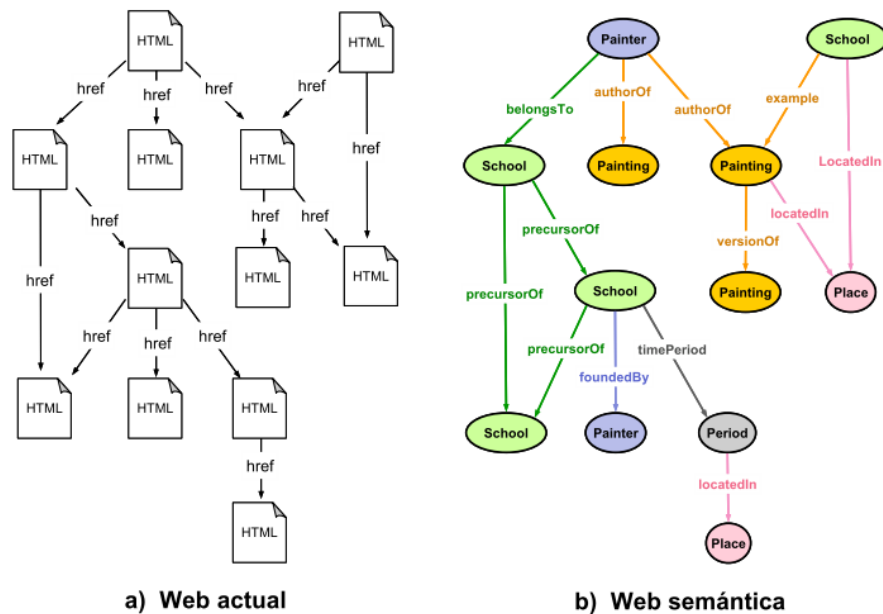 HTML
HTML
href
href
href
href
href
HTML
HTML
HTML
href
href
href
href
href
HTML
HTML
HTML
href
href
href
HTML
HTML
HTML
href
HTML
a) Web actual
Painter
School
belongsTo
authorOf
authorOf
example
School
Painting
Painting
LocatedIn
precursorOf
locatedIn
versionOf
precursorOf
School
Painting
Place
precursorOf
timePeriod
foundedBy
School
Painter
Period
locatedIn
Place
b) Web semántica